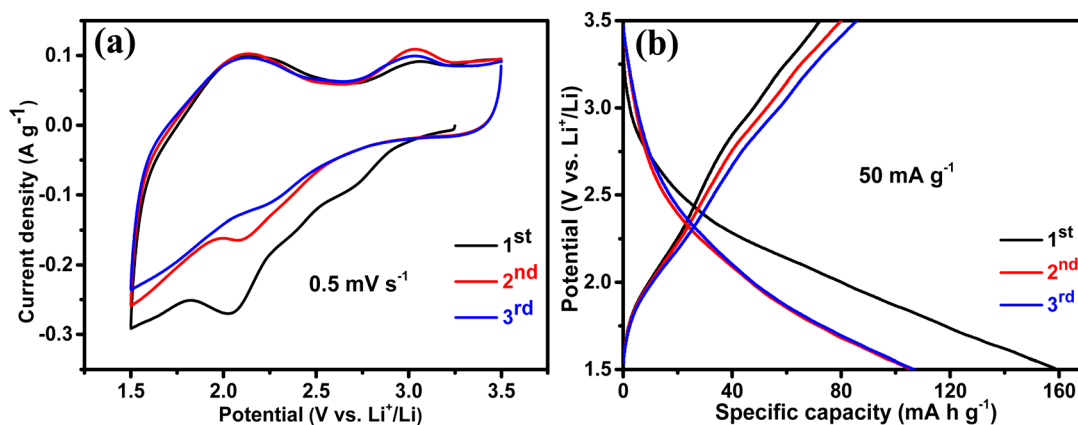 (a)
Current density (A g⁻¹)
0.1
0.0
-0.1
-0.2
-0.3
1.5 2.0 2.5 3.0 3.5
Potential (V vs. Li⁺/Li)
0.5 mV s⁻¹
1ˢᵗ
2ⁿᵈ
3ʳᵈ
(b)
Potential (V vs. Li⁺/Li)
3.5
3.0
2.5
2.0
1.5
0 40 80 120 160
Specific capacity (mA h g⁻¹)
50 mA g⁻¹
1ˢᵗ
2ⁿᵈ
3ʳᵈ